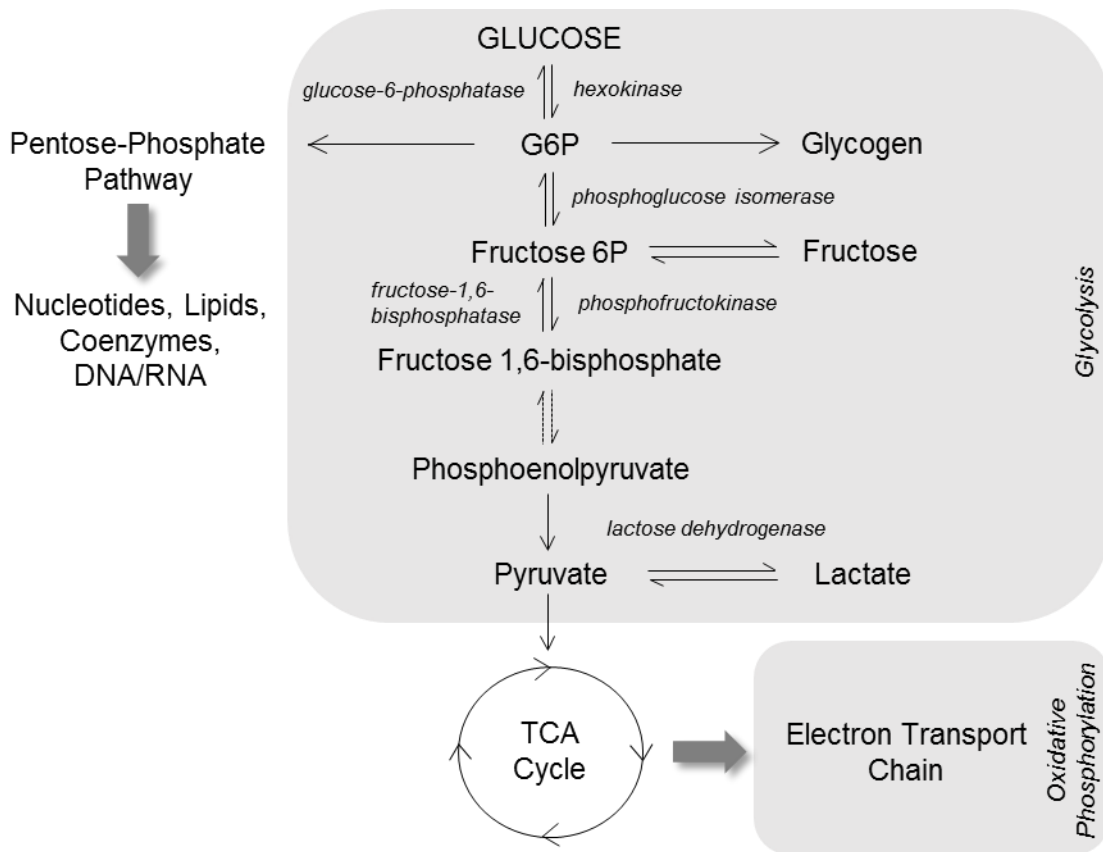 GLUCOSE
glucose-6-phosphatase
hexokinase
Pentose-Phosphate
Pathway
G6P
Glycogen
phosphoglucose isomerase
Nucleotides, Lipids,
Coenzymes,
DNA/RNA
Fructose 6P
Fructose
fructose-1,6-
bisphosphatase
phosphofructokinase
Fructose 1,6-bisphosphate
Glycolysis
Phosphoenolpyruvate
lactose dehydrogenase
Pyruvate
Lactate
TCA
Cycle
Electron Transport
Chain
Oxidative
Phosphorylation